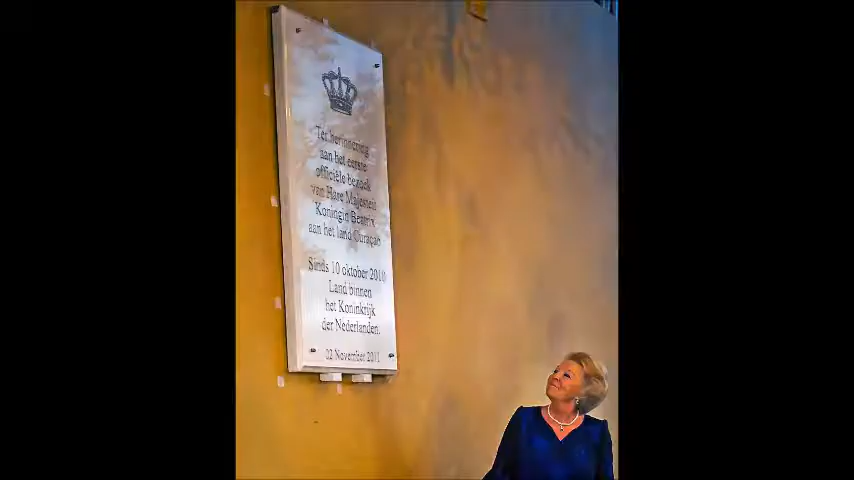 Ter herinnering
aan het eerste
officiële bezoek
van Hare Majesteit
Koningin Beatrix
aan het land Curaçao
Sinds 10 oktober 2010
Land binnen
het Koninkrijk
der Nederlanden.
02 November 2011